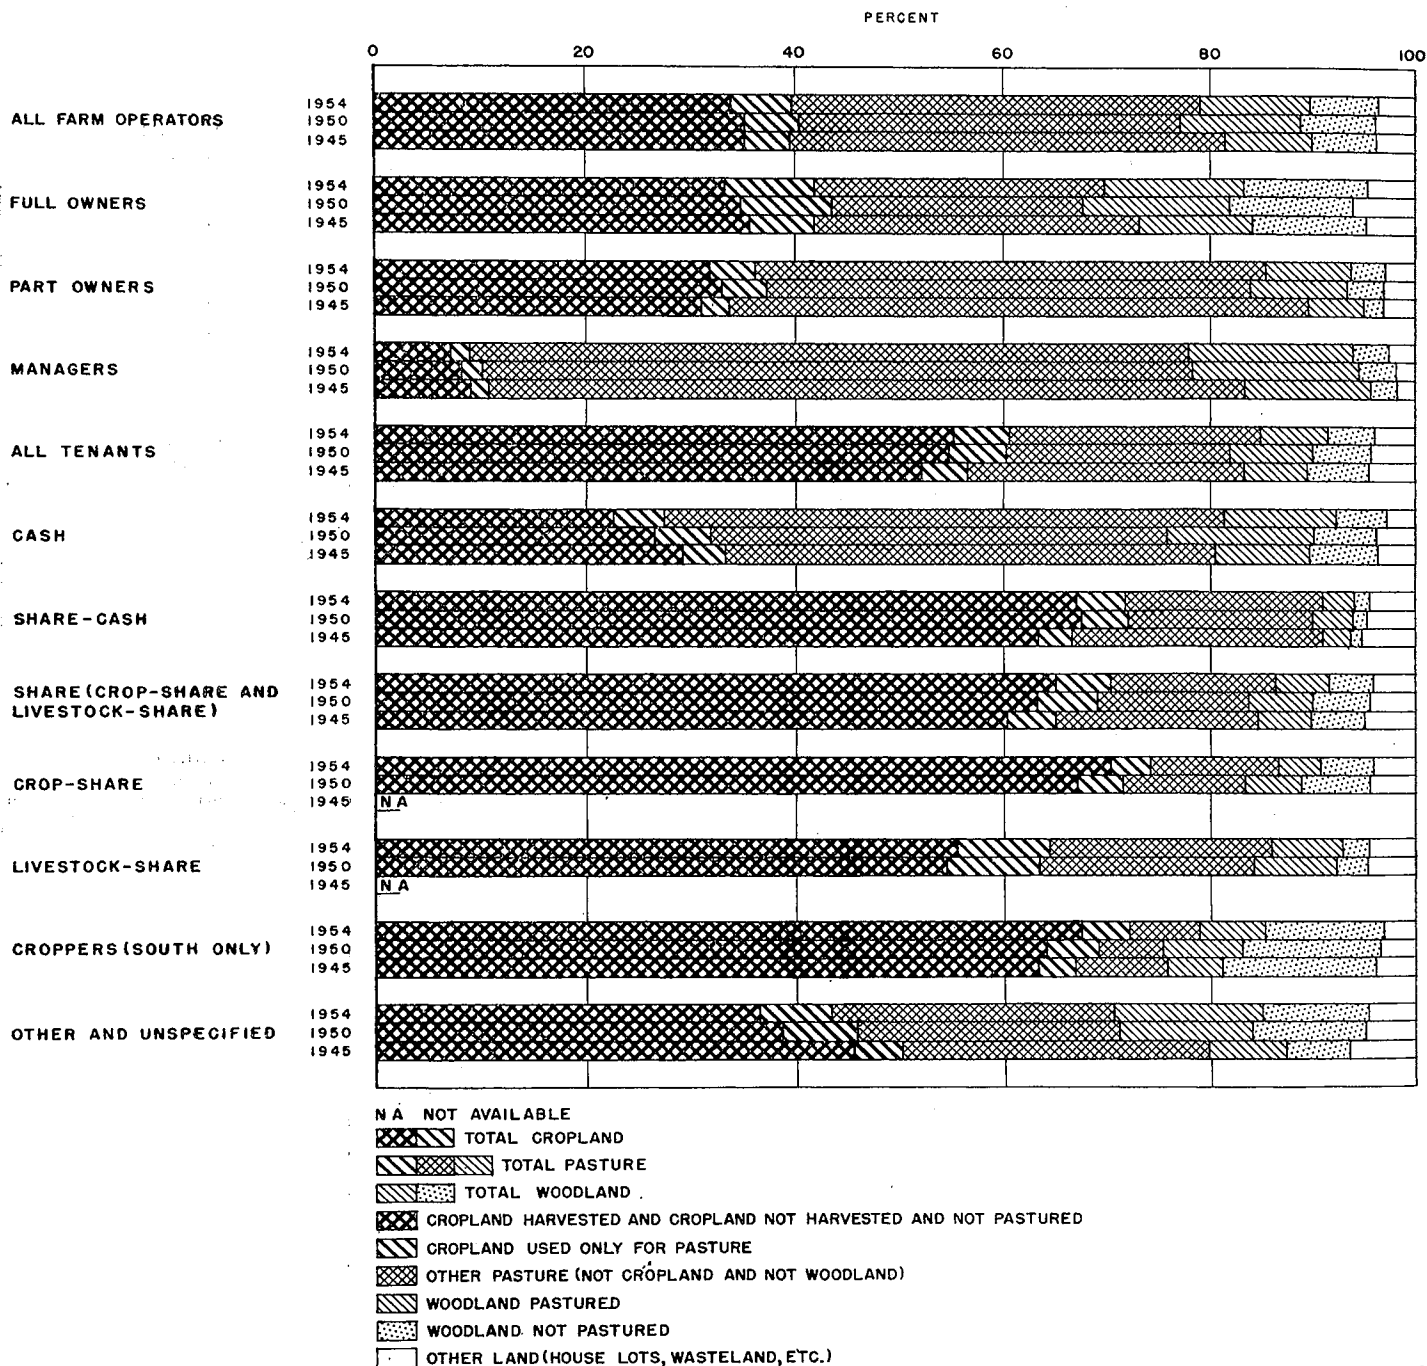 PERCENT
0 20 40 60 80 100
ALL FARM OPERATORS
1954
1950
1945
FULL OWNERS
1954
1950
1945
PART OWNERS
1954
1950
1945
MANAGERS
1954
1950
1945
ALL TENANTS
1954
1950
1945
CASH
1954
1950
1945
SHARE-CASH
1954
1950
1945
SHARE (CROP-SHARE AND
LIVESTOCK-SHARE)
1954
1950
1945
CROP-SHARE
1954
1950
1945 NA
LIVESTOCK-SHARE
1954
1950
1945 NA
CROPPERS (SOUTH ONLY)
1954
1950
1945
OTHER AND UNSPECIFIED
1954
1950
1945
NA NOT AVAILABLE
TOTAL CROPLAND
TOTAL PASTURE
TOTAL WOODLAND
CROPLAND HARVESTED AND CROPLAND NOT HARVESTED AND NOT PASTURED
CROPLAND USED ONLY FOR PASTURE
OTHER PASTURE (NOT CROPLAND AND NOT WOODLAND)
WOODLAND PASTURED
WOODLAND NOT PASTURED
OTHER LAND (HOUSE LOTS, WASTELAND, ETC.)